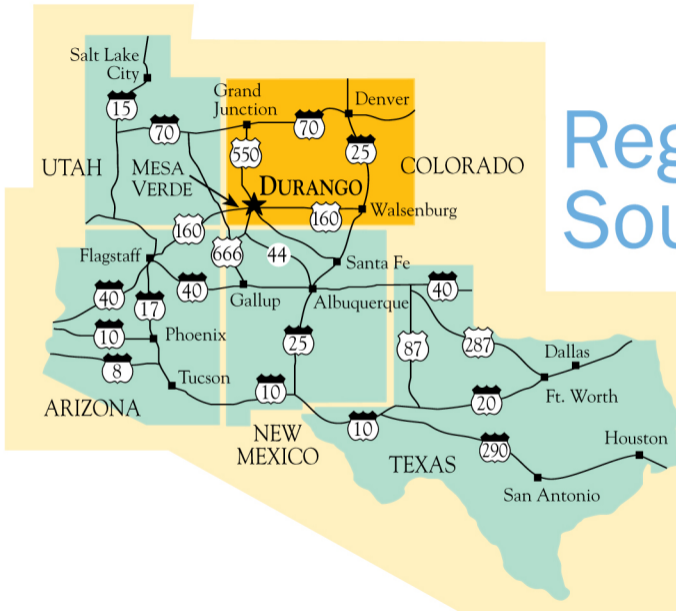 Salt Lake
City
15
70
Grand
Junction
70
Denver
550
25
UTAH
MESA
VERDE
DURANGO
COLORADO
160
160
Walsenburg
Reg
Sou
Flagstaff
666
44
Santa Fe
40
40
Gallup
Albuquerque
40
17
10
Phoenix
25
87
287
Dallas
8
Tucson
10
20
Ft. Worth
ARIZONA
NEW
MEXICO
10
TEXAS
290
Houston
San Antonio